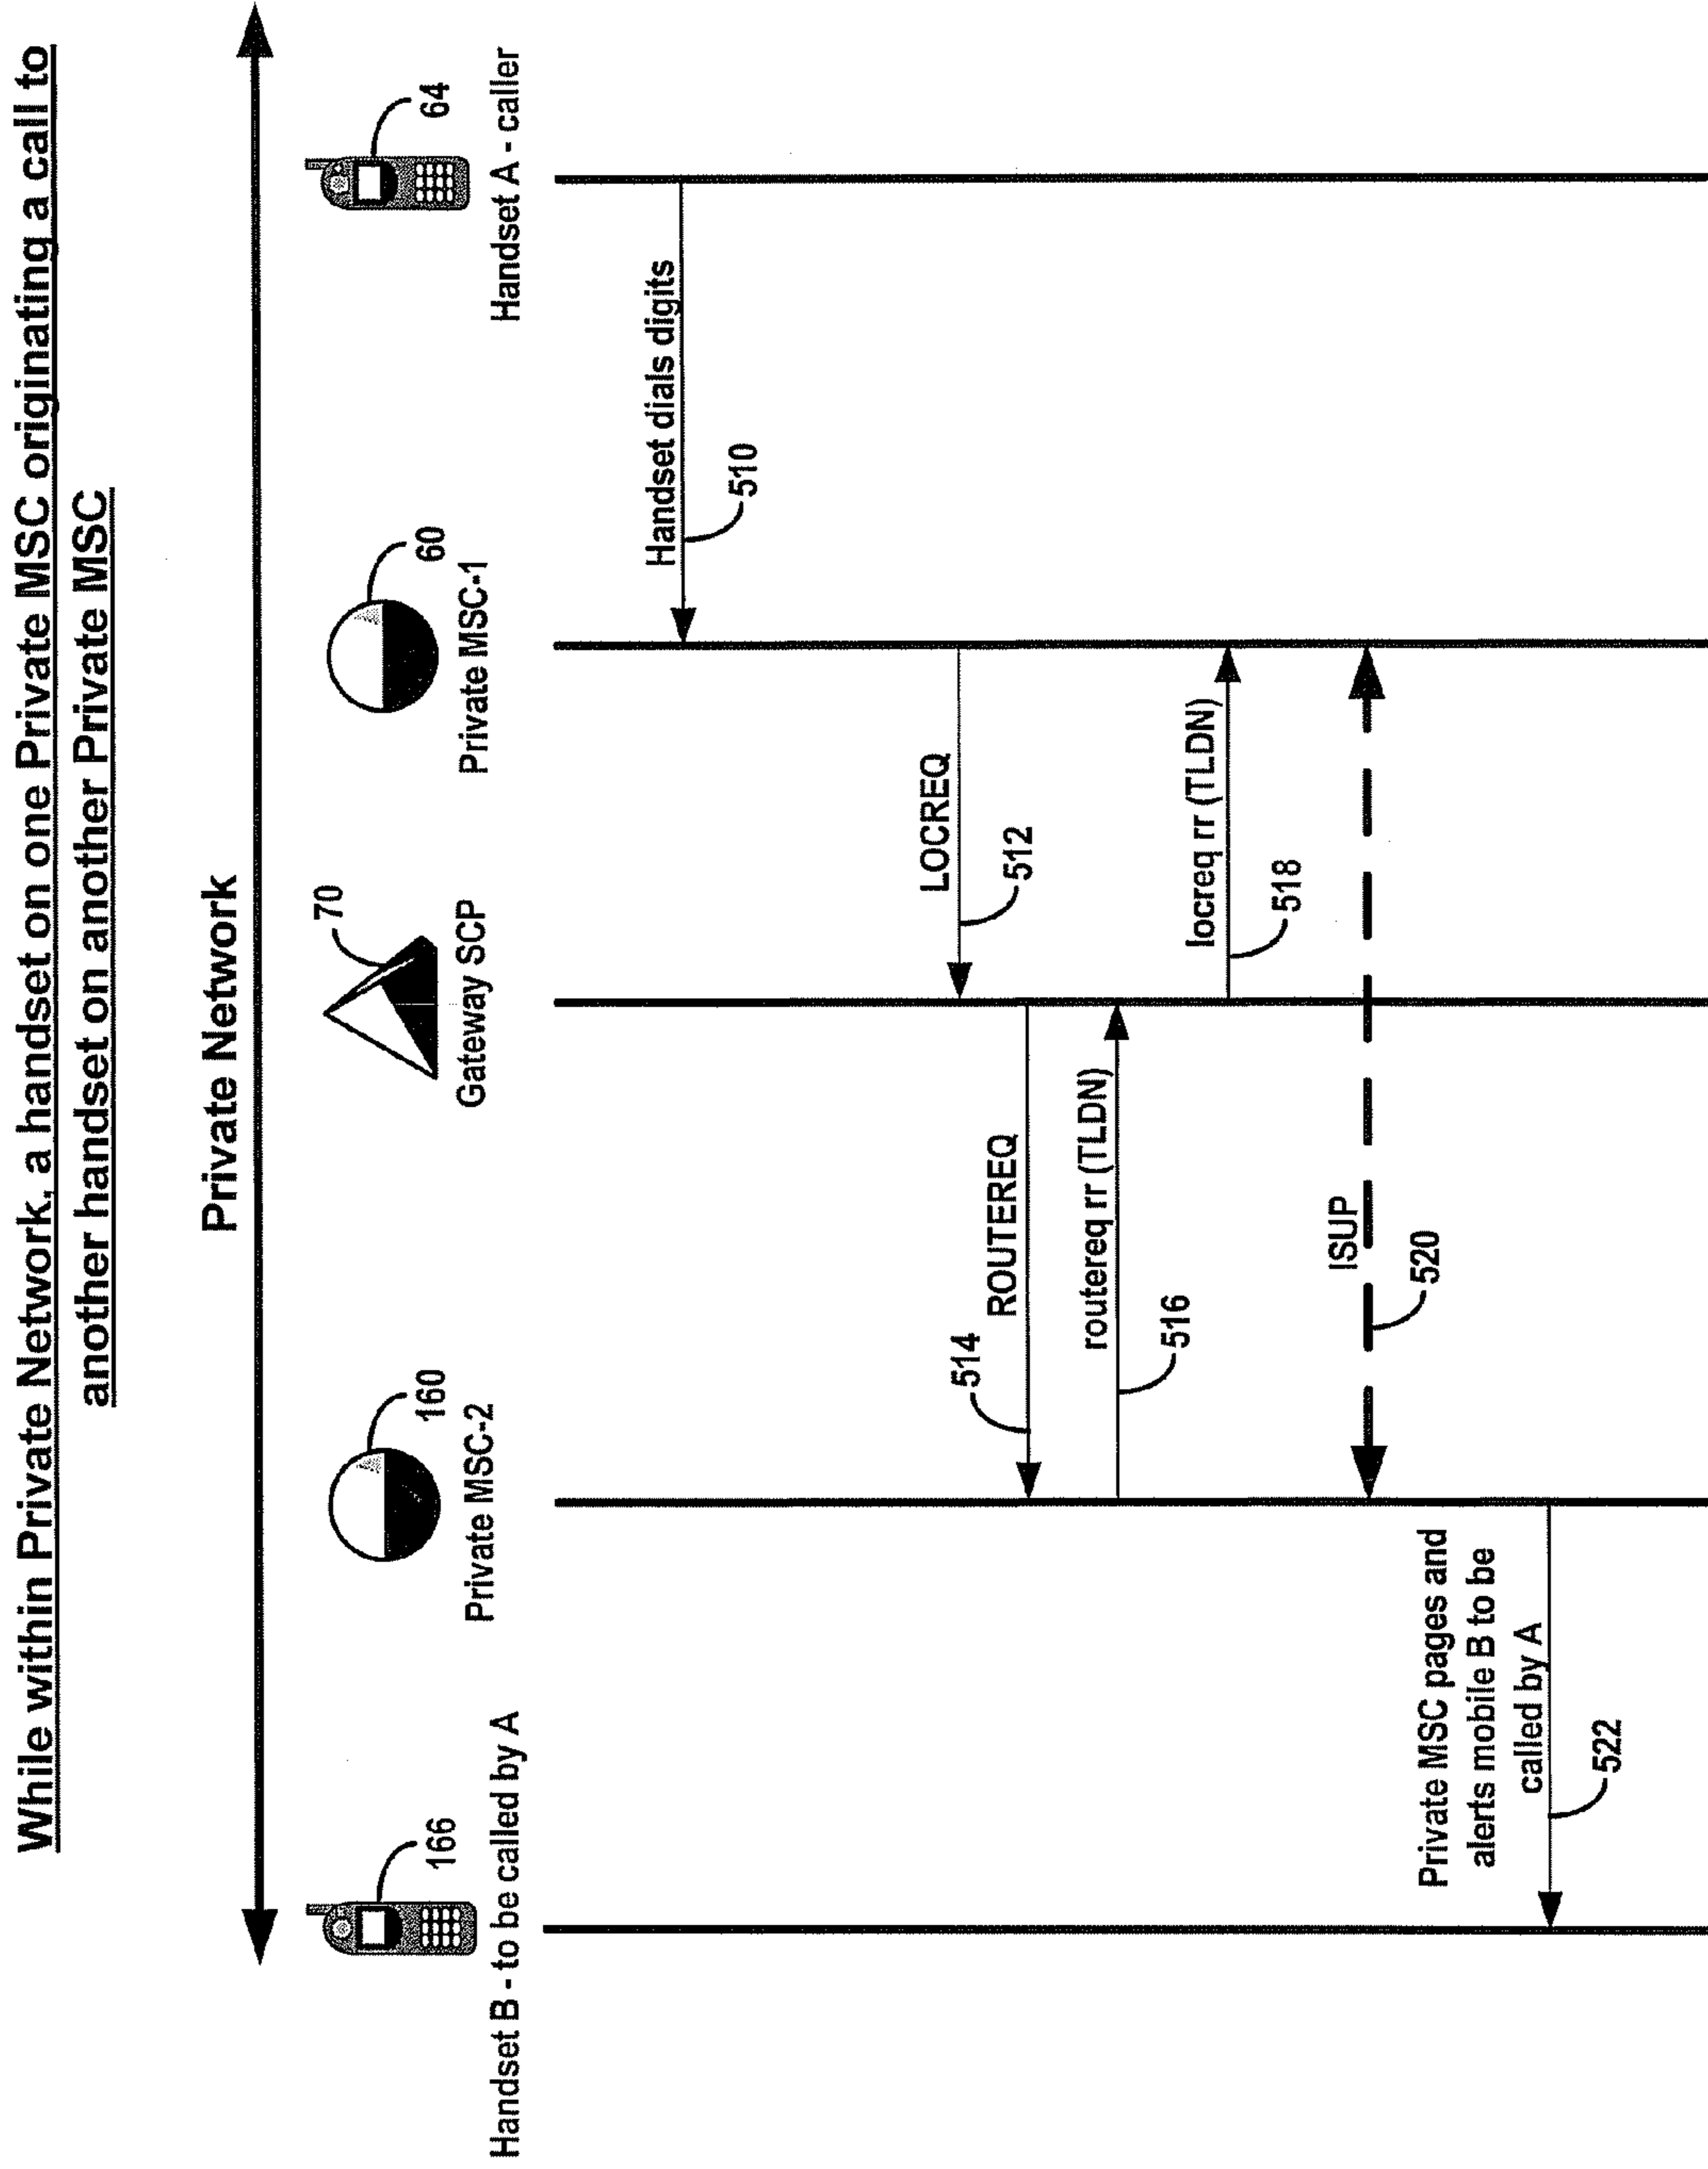 While within Private Network, a handset on one Private MSC originating a call to
another handset on another Private MSC
Private Network
166
160
70
60
64
Handset B - to be called by A
Private MSC-2
Gateway SCP
Private MSC-1
Handset A - caller
Handset dials digits
510
LOCREQ
512
ROUTEREQ
514
routereq rr (TLDN)
516
locreq rr (TLDN)
518
ISUP
520
Private MSC pages and
alerts mobile B to be
called by A
522